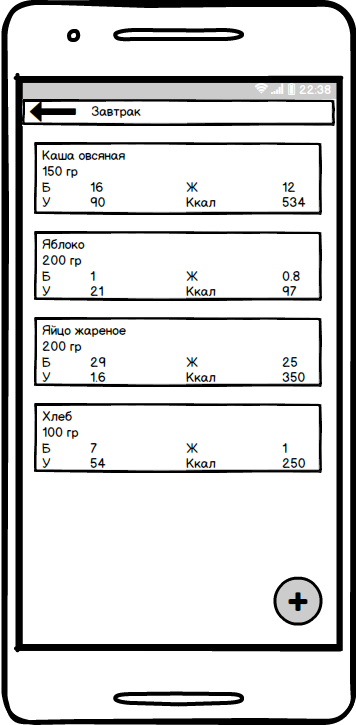 22:38
Завтрак
Каша овсяная
150 гр
Б 16 Ж 12
У 90 Ккал 534
Яблоко
200 гр
Б 1 Ж 0.8
У 21 Ккал 97
Яйцо жареное
200 гр
Б 29 Ж 25
У 1.6 Ккал 350
Хлеб
100 гр
Б 7 Ж 1
У 54 Ккал 250